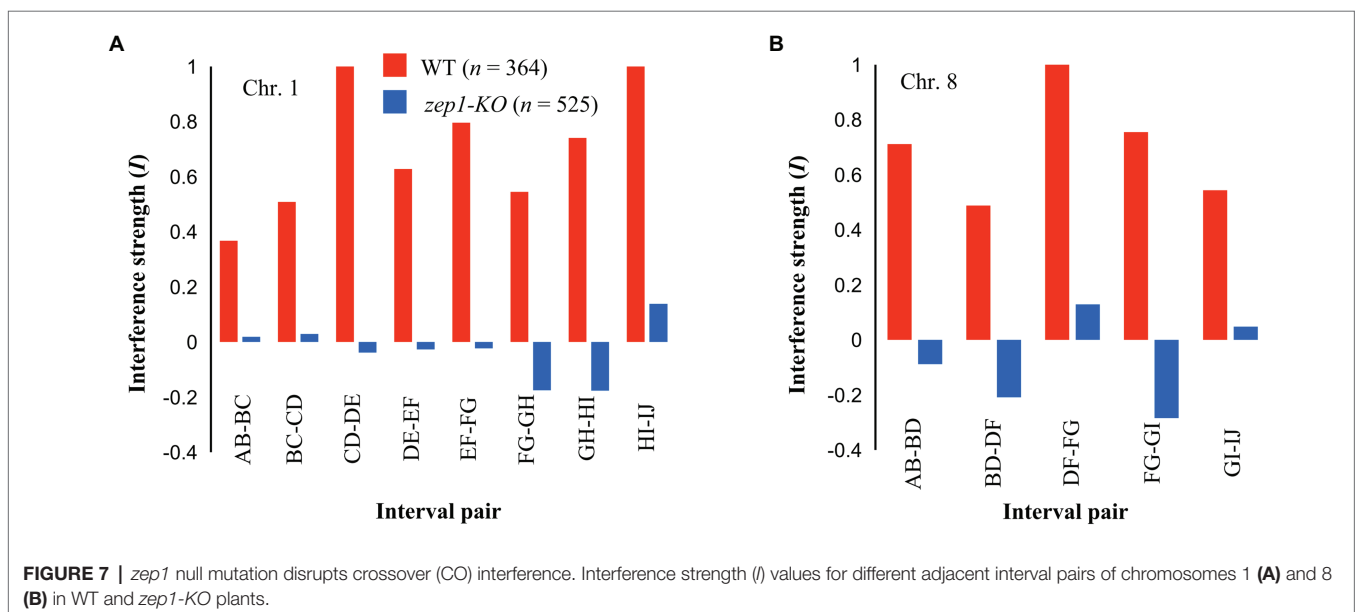 A
Interference strength (I)
1
0.8
0.6
0.4
0.2
0
-0.2
-0.4
Chr. 1
WT (n = 364)
zep1-KO (n = 525)
AB-BC
BC-CD
CD-DE
DE-EF
EF-FG
FG-GH
GH-HI
HI-IJ
Interval pair
B
Interference strength (I)
1
0.8
0.6
0.4
0.2
0
-0.2
-0.4
Chr. 8
AB-BD
BD-DF
DF-FG
FG-GI
GI-IJ
Interval pair
FIGURE 7 | zep1 null mutation disrupts crossover (CO) interference. Interference strength (I) values for different adjacent interval pairs of chromosomes 1 (A) and 8
(B) in WT and zep1-KO plants.